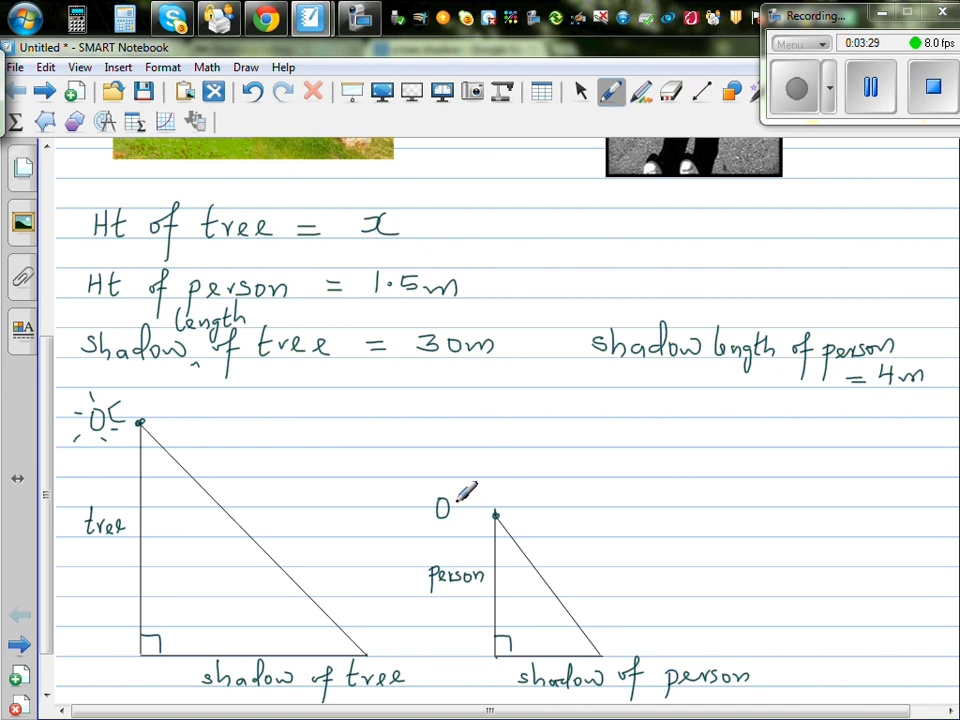 Recording...
Untitled * - SMART Notebook
Menu
0:03:29
8.0 fps
File Edit View Insert Format Math Draw Help
Ht of tree = x
Ht of person = 1.5m
length
shadow ‸ of tree = 30m
shadow length of person
= 4m
tree
person
shadow of tree
shadow of person